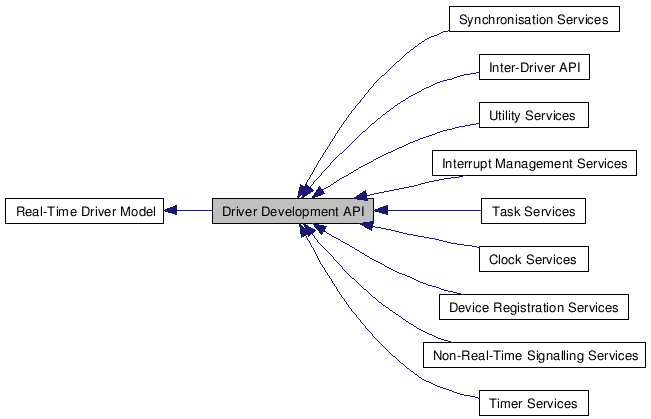 Synchronisation Services
Inter-Driver API
Utility Services
Interrupt Management Services
Real-Time Driver Model
Driver Development API
Task Services
Clock Services
Device Registration Services
Non-Real-Time Signalling Services
Timer Services